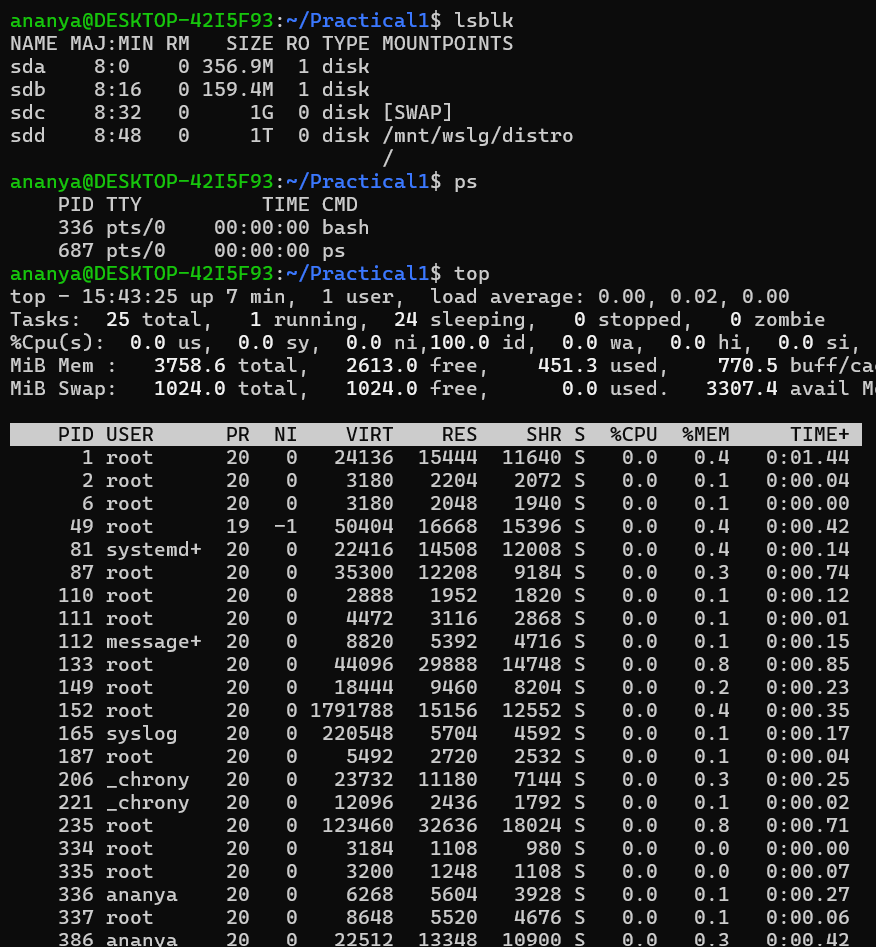 ananya@DESKTOP-42I5F93:~/Practical1$ lsblk
NAME MAJ:MIN RM   SIZE RO TYPE MOUNTPOINTS
sda    8:0    0 356.9M  1 disk
sdb    8:16   0 159.4M  1 disk
sdc    8:32   0     1G  0 disk [SWAP]
sdd    8:48   0     1T  0 disk /mnt/wslg/distro
                               /
ananya@DESKTOP-42I5F93:~/Practical1$ ps
    PID TTY          TIME CMD
    336 pts/0    00:00:00 bash
    687 pts/0    00:00:00 ps
ananya@DESKTOP-42I5F93:~/Practical1$ top
top - 15:43:25 up 7 min,  1 user,  load average: 0.00, 0.02, 0.00
Tasks:  25 total,   1 running,  24 sleeping,   0 stopped,   0 zombie
%Cpu(s):  0.0 us,  0.0 sy,  0.0 ni,100.0 id,  0.0 wa,  0.0 hi,  0.0 si,
MiB Mem :   3758.6 total,   2613.0 free,    451.3 used,    770.5 buff/cac
MiB Swap:   1024.0 total,   1024.0 free,      0.0 used.   3307.4 avail M

    PID USER      PR  NI    VIRT    RES    SHR S  %CPU  %MEM     TIME+
      1 root      20   0   24136  15444  11640 S   0.0   0.4   0:01.44
      2 root      20   0    3180   2204   2072 S   0.0   0.1   0:00.04
      6 root      20   0    3180   2048   1940 S   0.0   0.1   0:00.00
     49 root      19  -1   50404  16668  15396 S   0.0   0.4   0:00.42
     81 systemd+  20   0   22416  14508  12008 S   0.0   0.4   0:00.14
     87 root      20   0   35300  12208   9184 S   0.0   0.3   0:00.74
    110 root      20   0    2888   1952   1820 S   0.0   0.1   0:00.12
    111 root      20   0    4472   3116   2868 S   0.0   0.1   0:00.01
    112 message+  20   0    8820   5392   4716 S   0.0   0.1   0:00.15
    133 root      20   0   44096  29888  14748 S   0.0   0.8   0:00.85
    149 root      20   0   18444   9460   8204 S   0.0   0.2   0:00.23
    152 root      20   0 1791788  15156  12552 S   0.0   0.4   0:00.35
    165 syslog    20   0  220548   5704   4592 S   0.0   0.1   0:00.17
    187 root      20   0    5492   2720   2532 S   0.0   0.1   0:00.04
    206 _chrony   20   0   23732  11180   7144 S   0.0   0.3   0:00.25
    221 _chrony   20   0   12096   2436   1792 S   0.0   0.1   0:00.02
    235 root      20   0  123460  32636  18024 S   0.0   0.8   0:00.71
    334 root      20   0    3184   1108    980 S   0.0   0.0   0:00.00
    335 root      20   0    3200   1248   1108 S   0.0   0.0   0:00.07
    336 ananya    20   0    6268   5604   3928 S   0.0   0.1   0:00.27
    337 root      20   0    8648   5520   4676 S   0.0   0.1   0:00.06
    386 ananya    20   0   22512  13348  10900 S   0.0   0.3   0:00.42